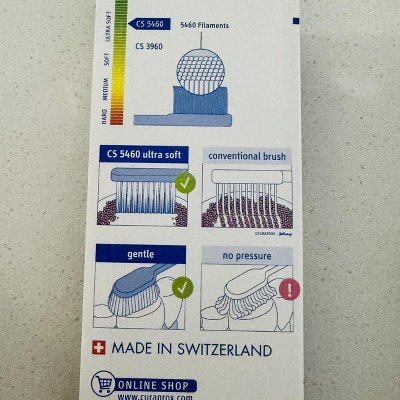 ULTRA SOFT
SOFT
MEDIUM
HARD
CS 5460
5460 Filaments
CS 3960
CS 5460 ultra soft
conventional brush
gentle
no pressure
!
MADE IN SWITZERLAND
ONLINE SHOP
www.curaprox.com